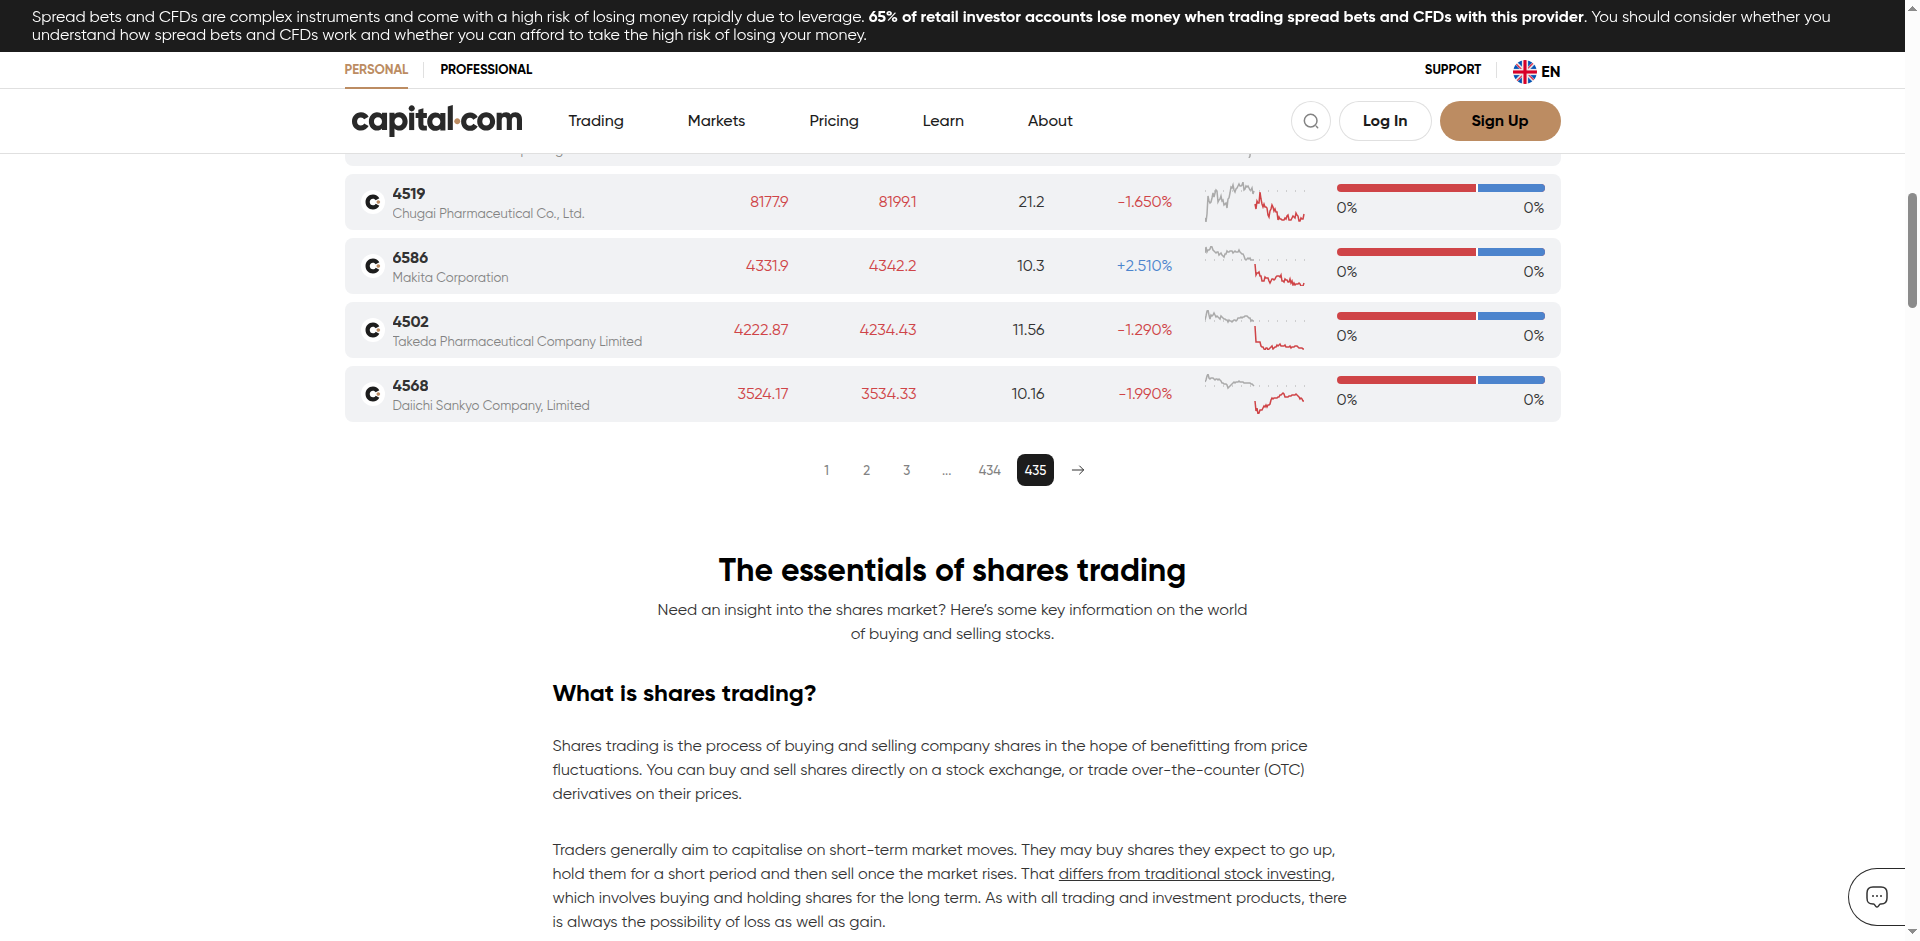 Spread bets and CFDs are complex instruments and come with a high risk of losing money rapidly due to leverage. 65% of retail investor accounts lose money when trading spread bets and CFDs with this provider. You should consider whether you
understand how spread bets and CFDs work and whether you can afford to take the high risk of losing your money.
PERSONAL PROFESSIONAL SUPPORT EN
capital.com Trading Markets Pricing Learn About Log In Sign Up
4519 8177.9 8199.1 21.2 -1.650% 0% 0%
Chugai Pharmaceutical Co., Ltd.
6586 4331.9 4342.2 10.3 +2.510% 0% 0%
Makita Corporation
4502 4222.87 4234.43 11.56 -1.290% 0% 0%
Takeda Pharmaceutical Company Limited
4568 3524.17 3534.33 10.16 -1.990% 0% 0%
Daiichi Sankyo Company, Limited
1 2 3 ... 434 435
The essentials of shares trading
Need an insight into the shares market? Here's some key information on the world
of buying and selling stocks.
What is shares trading?
Shares trading is the process of buying and selling company shares in the hope of benefitting from price
fluctuations. You can buy and sell shares directly on a stock exchange, or trade over-the-counter (OTC)
derivatives on their prices.
Traders generally aim to capitalise on short-term market moves. They may buy shares they expect to go up,
hold them for a short period and then sell once the market rises. That differs from traditional stock investing,
which involves buying and holding shares for the long term. As with all trading and investment products, there
is always the possibility of loss as well as gain.